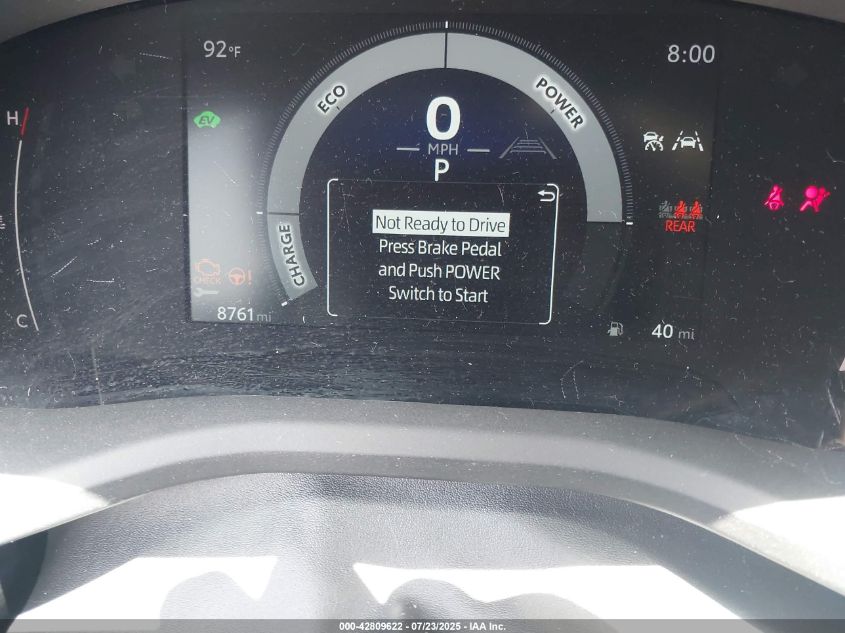 92°F
8:00
H
ECO
POWER
EV
0
MPH
P
Not Ready to Drive
Press Brake Pedal
and Push POWER
Switch to Start
CHARGE
REAR
CHECK
8761 mi
40 mi
C
000-42809622 - 07/23/2025 - IAA Inc.